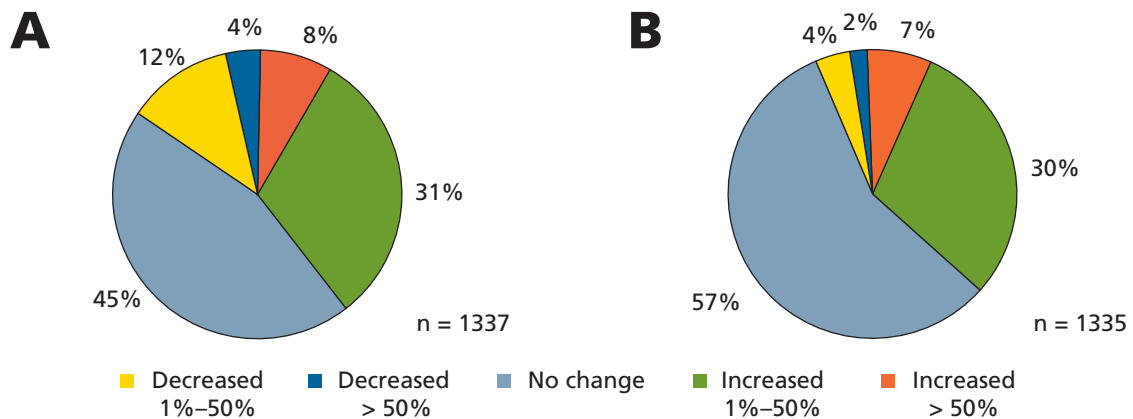 A
4%
8%
12%
31%
45%
n = 1337
B
4%
2%
7%
30%
57%
n = 1335
Decreased
1%–50%
Decreased
> 50%
No change
Increased
1%–50%
Increased
> 50%